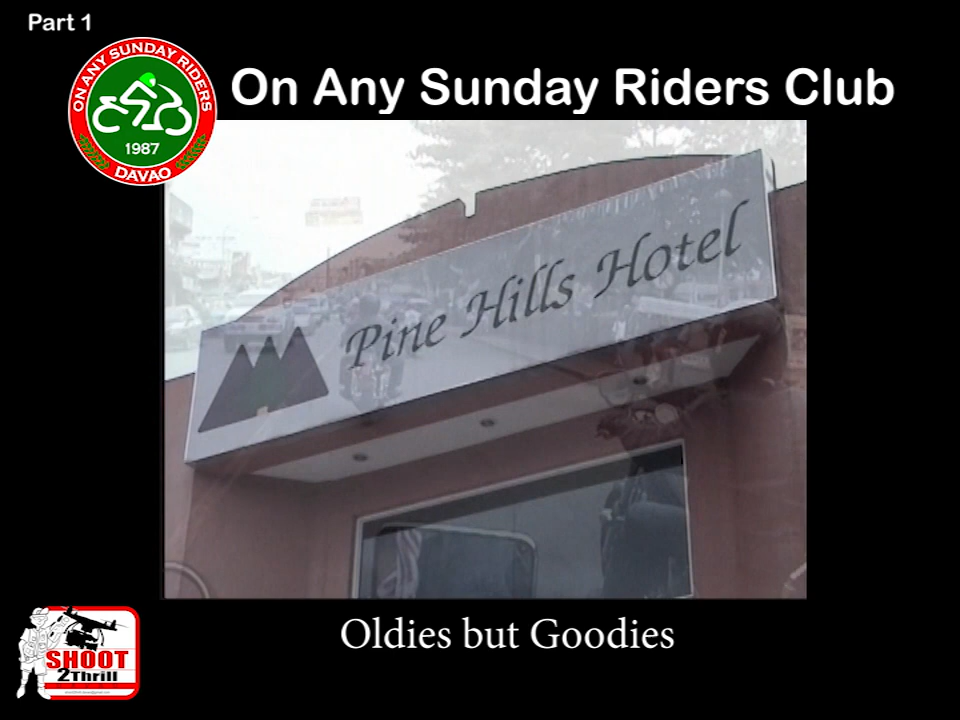 Part 1
On Any Sunday Riders Club
ON ANY SUNDAY RIDERS
1987
DAVAO
Pine Hills Hotel
Oldies but Goodies
SHOOT
2Thrill